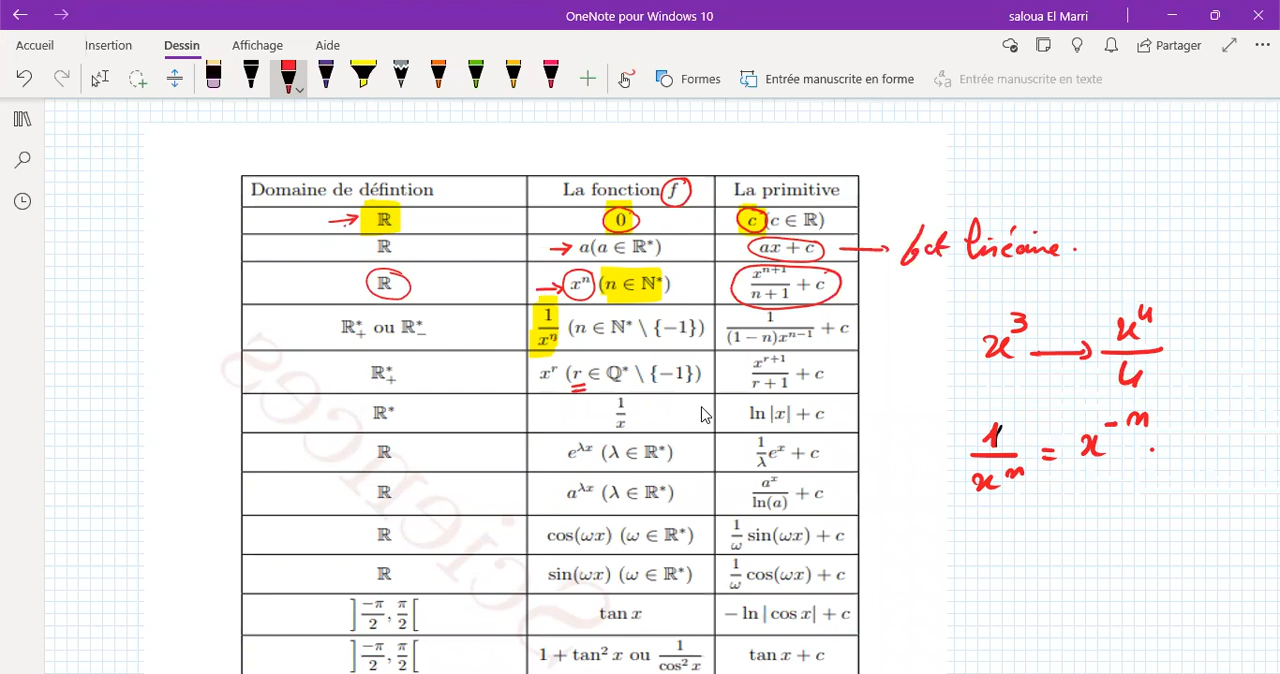 OneNote pour Windows 10
saloua El Marri
Accueil Insertion Dessin Affichage Aide
Partager
Formes Entrée manuscrite en forme Entrée manuscrite en texte
Domaine de défintion | La fonction f | La primitive
ℝ | 0 | c (c ∈ ℝ)
ℝ | a(a ∈ ℝ*) | ax + c → fct linéaire.
ℝ | xⁿ (n ∈ ℕ*) | xⁿ⁺¹/(n + 1) + c
x³ → x⁴/4
ℝ*₊ ou ℝ*₋ | 1/xⁿ (n ∈ ℕ* \ {−1}) | 1/((1 − n)xⁿ⁻¹) + c
ℝ*₊ | xʳ (r ∈ ℚ* \ {−1}) | xʳ⁺¹/(r + 1) + c
ℝ* | 1/x | ln |x| + c
1/xⁿ = x⁻ⁿ.
ℝ | e^{λx} (λ ∈ ℝ*) | 1/λ eˣ + c
ℝ | a^{λx} (λ ∈ ℝ*) | aˣ/ln(a) + c
ℝ | cos(ωx) (ω ∈ ℝ*) | 1/ω sin(ωx) + c
ℝ | sin(ωx) (ω ∈ ℝ*) | 1/ω cos(ωx) + c
]−π/2, π/2[ | tan x | − ln | cos x| + c
]−π/2, π/2[ | 1 + tan² x ou 1/cos² x | tan x + c
Sciences